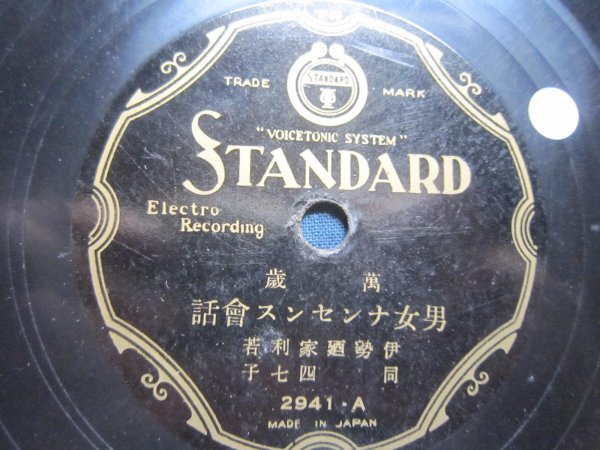 STANDARD
TRADE MARK
"VOICETONIC SYSTEM"
STANDARD
Electro
Recording
萬歲
男女ナンセンス會話
伊勢廼家利若
同四七子
2941-A
MADE IN JAPAN